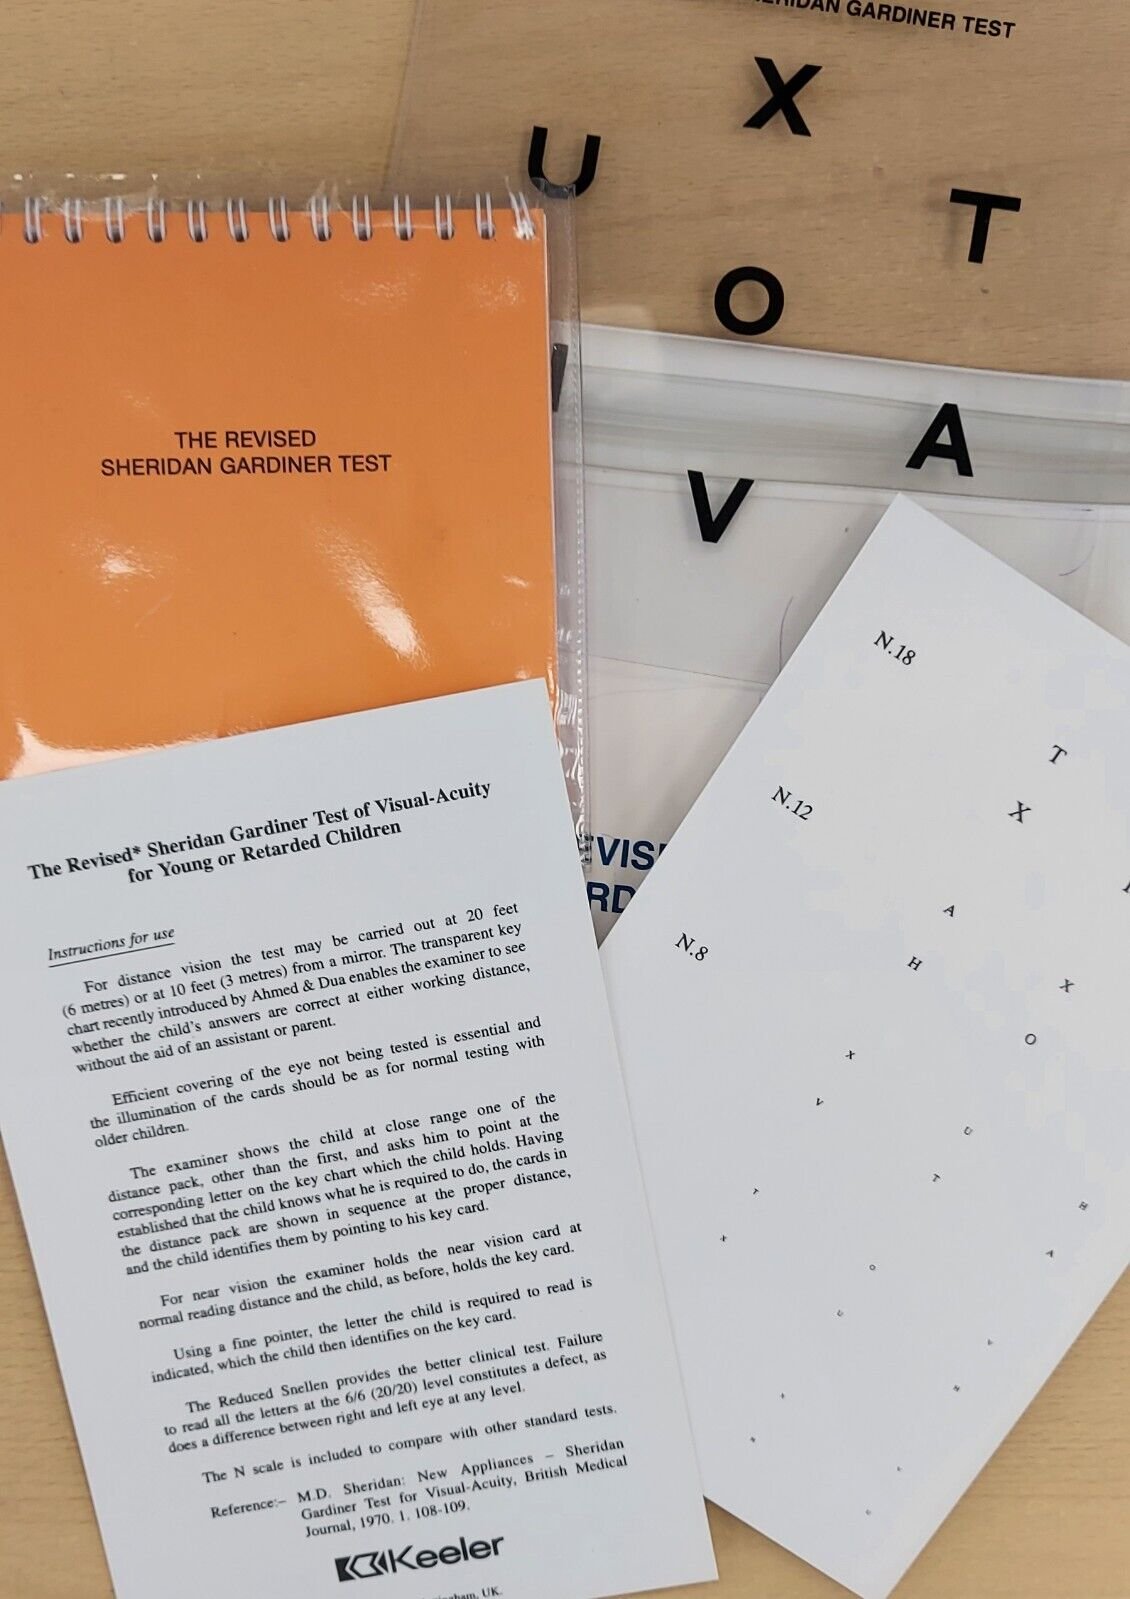 SHERIDAN GARDINER TEST
X
U
T
O
A
V
THE REVISED
SHERIDAN GARDINER TEST
The Revised* Sheridan Gardiner Test of Visual-Acuity
for Young or Retarded Children
Instructions for use
For distance vision the test may be carried out at 20 feet
(6 metres) or at 10 feet (3 metres) from a mirror. The transparent key
chart recently introduced by Ahmed & Dua enables the examiner to see
whether the child's answers are correct at either working distance,
without the aid of an assistant or parent.
Efficient covering of the eye not being tested is essential and
the illumination of the cards should be as for normal testing with
older children.
The examiner shows the child at close range one of the
distance pack, other than the first, and asks him to point at the
corresponding letter on the key chart which the child holds. Having
established that the child knows what he is required to do, the cards in
the distance pack are shown in sequence at the proper distance,
and the child identifies them by pointing to his key card.
For near vision the examiner holds the near vision card at
normal reading distance and the child, as before, holds the key card.
Using a fine pointer, the letter the child is required to read is
indicated, which the child then identifies on the key card.
The Reduced Snellen provides the better clinical test. Failure
to read all the letters at the 6/6 (20/20) level constitutes a defect, as
does a difference between right and left eye at any level.
The N scale is included to compare with other standard tests.
Reference:– M.D. Sheridan: New Appliances – Sheridan
Gardiner Test for Visual-Acuity, British Medical
Journal, 1970. 1. 108-109.
Keeler
UK.
N.18
T
X
N.12
A
H
X
O
N.8
X
V
U
T
H
A
T
X
O
U